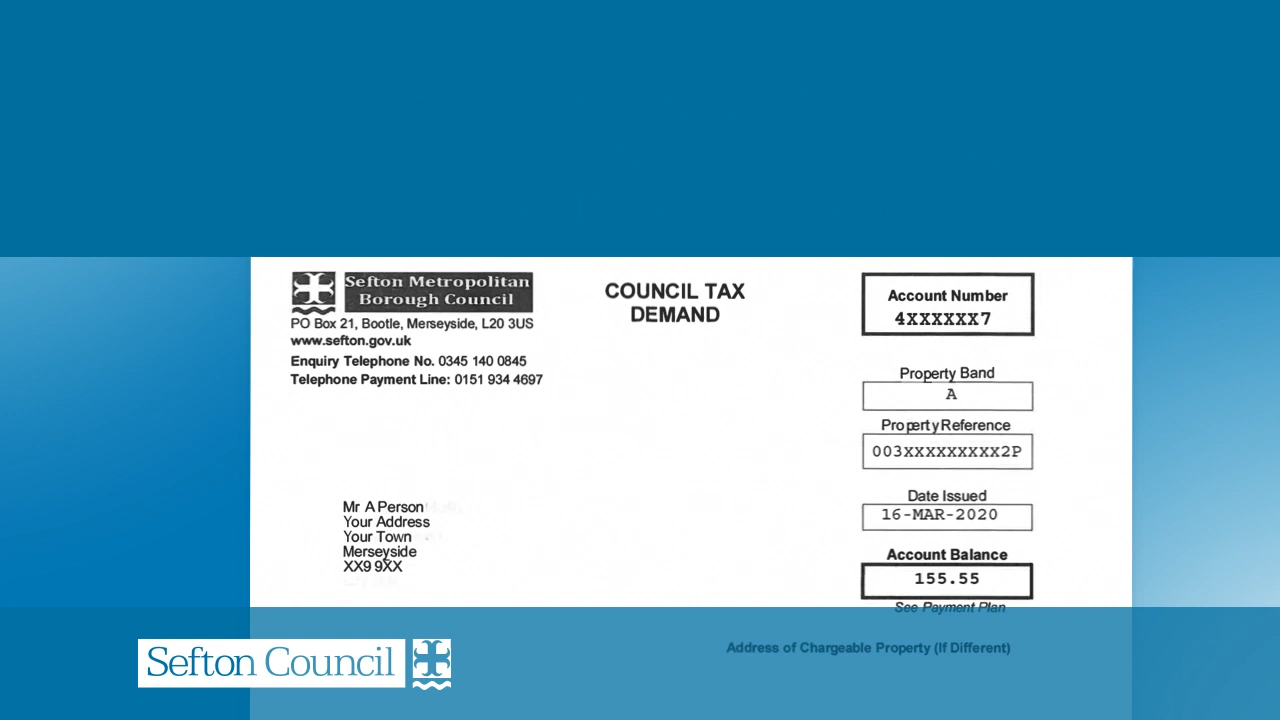 Sefton Metropolitan
Borough Council
PO Box 21, Bootle, Merseyside, L20 3US
www.sefton.gov.uk
Enquiry Telephone No. 0345 140 0845
Telephone Payment Line: 0151 934 4697
COUNCIL TAX
DEMAND
Account Number
4XXXXXX7
Property Band
A
Property Reference
003XXXXXXXXX2P
Date Issued
16-MAR-2020
Account Balance
155.55
See Payment Plan
Mr A Person
Your Address
Your Town
Merseyside
XX9 9XX
Address of Chargeable Property (If Different)
Sefton Council